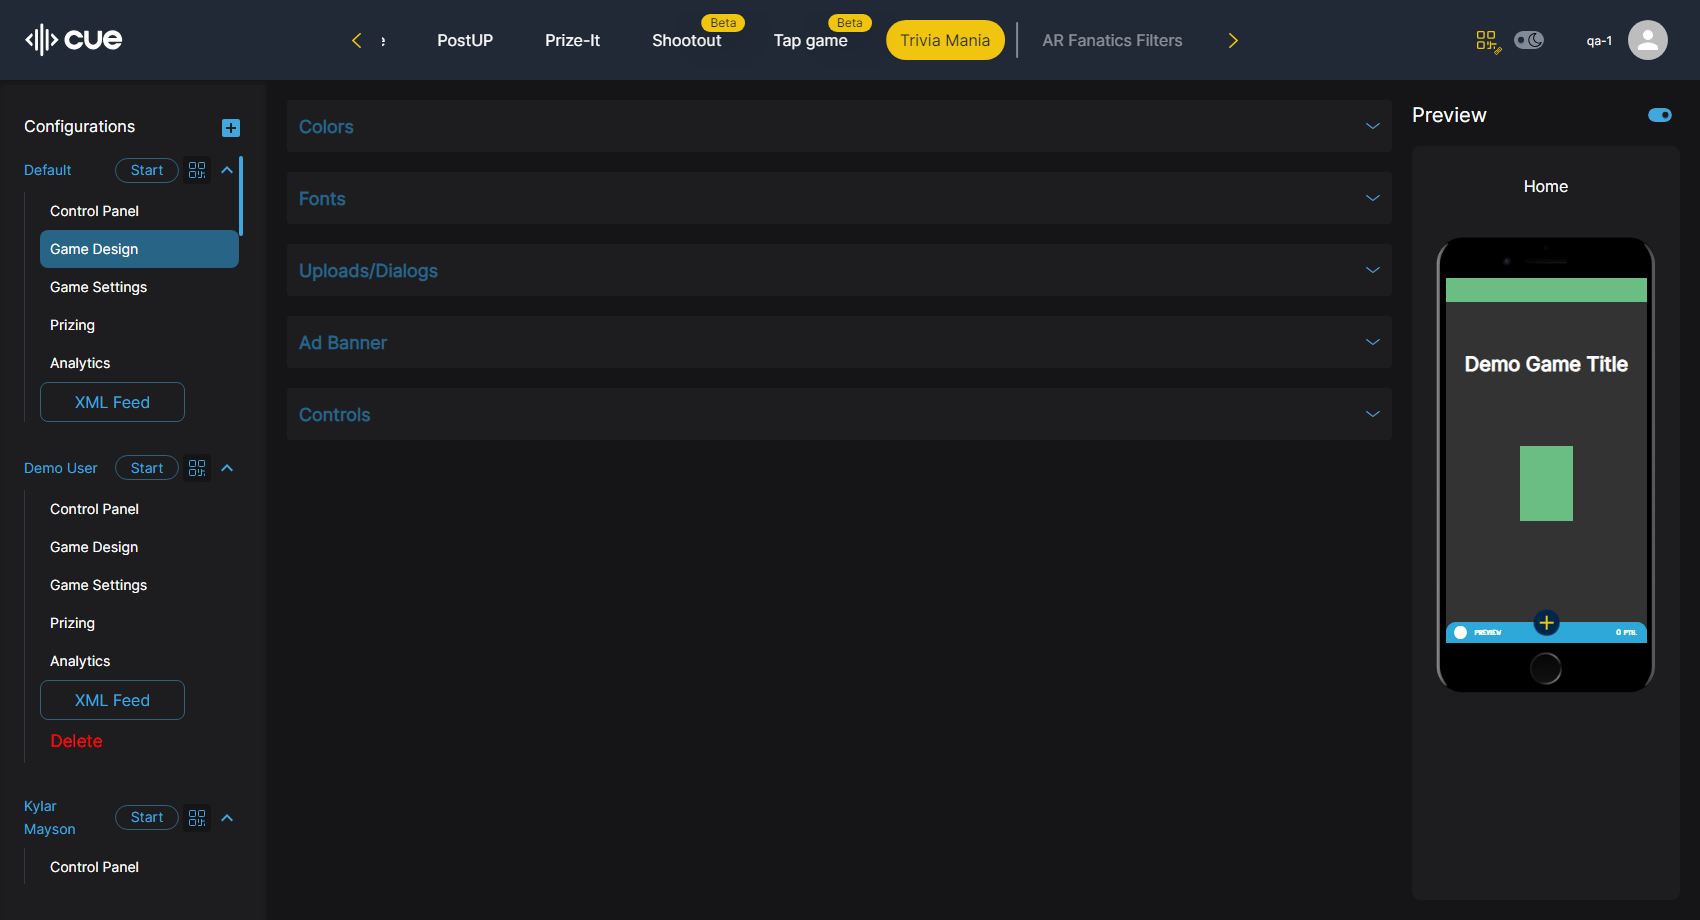 cue
PostUP
Prize-It
Shootout
Beta
Tap game
Beta
Trivia Mania
AR Fanatics Filters
qa-1
Configurations
Default
Start
Control Panel
Game Design
Game Settings
Prizing
Analytics
XML Feed
Demo User
Start
Control Panel
Game Design
Game Settings
Prizing
Analytics
XML Feed
Delete
Kylar
Mayson
Start
Control Panel
Colors
Fonts
Uploads/Dialogs
Ad Banner
Controls
Preview
Home
Demo Game Title
PREVIEW
0 PTS.